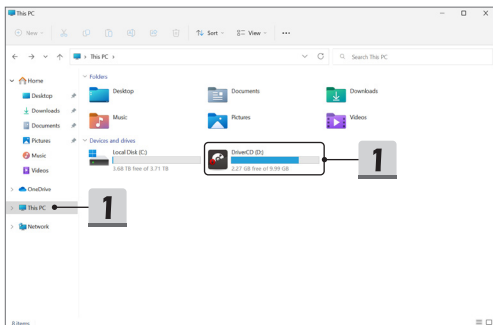 This PC
New
Sort
View
This PC
Search This PC
Home
Desktop
Downloads
Documents
Pictures
Music
Videos
OneDrive
This PC
Network
Folders
Desktop
Documents
Downloads
Music
Pictures
Videos
Devices and drives
Local Disk (C:)
3.68 TB free of 3.71 TB
DriverCD (D:)
2.27 GB free of 9.99 GB
1
1
8 items